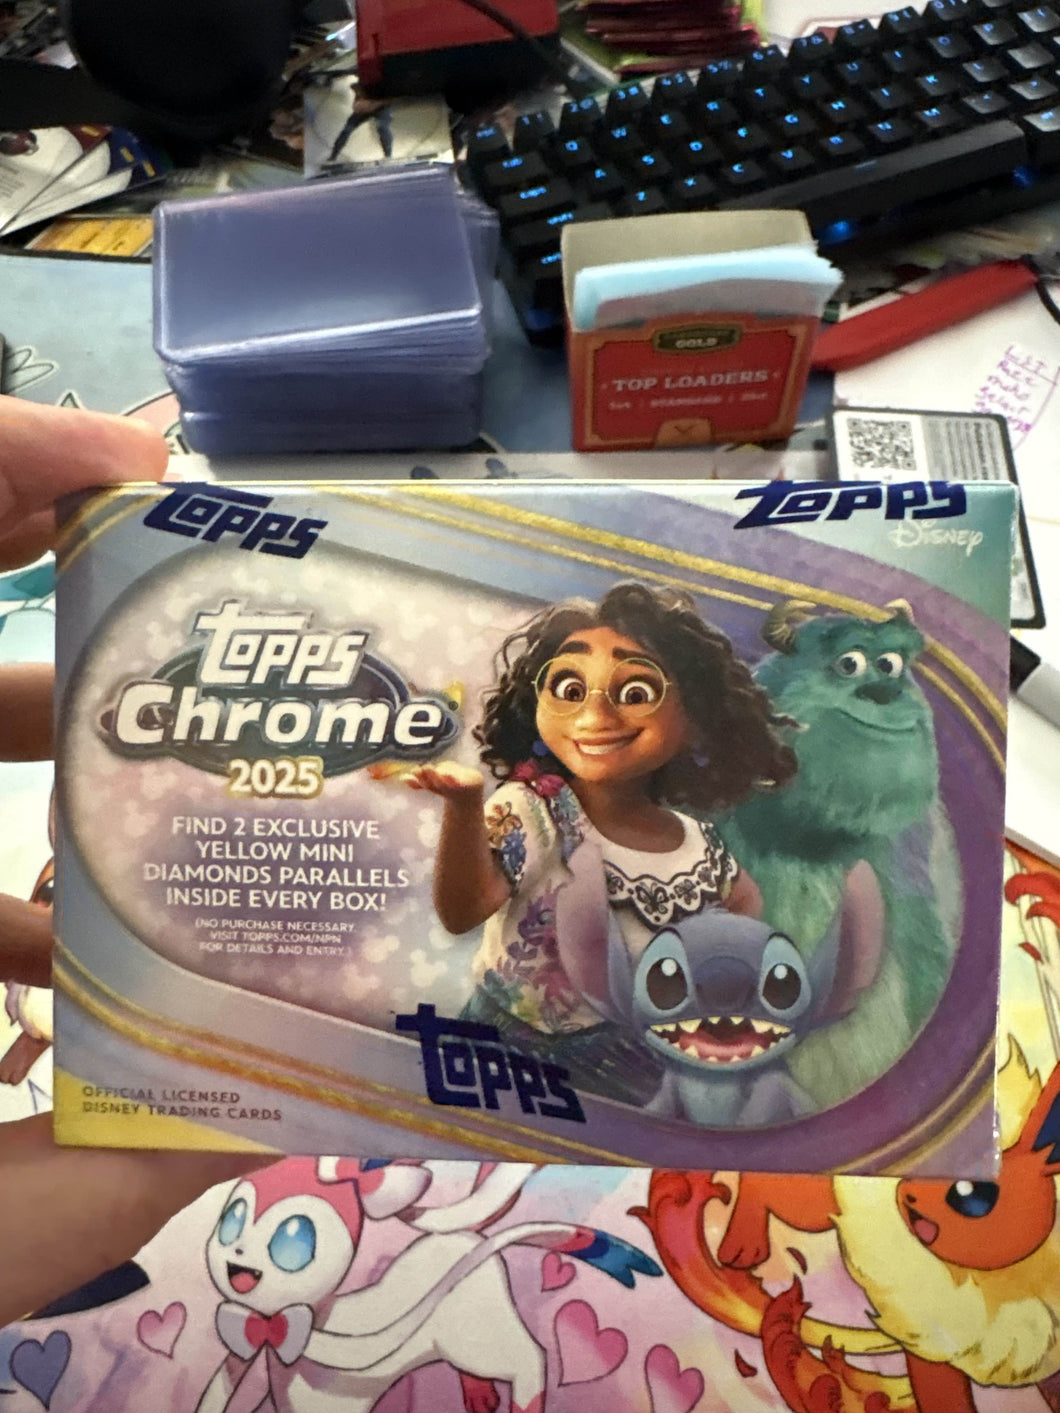 GOLD
TOP LOADERS
TOPPS
TOPPS
Disney
TOPPS
Chrome
2025
FIND 2 EXCLUSIVE
YELLOW MINI
DIAMONDS PARALLELS
INSIDE EVERY BOX!
(NO PURCHASE NECESSARY
VISIT TOPPS.COM/NPN
FOR DETAILS AND ENTRY.)
TOPPS
OFFICIAL LICENSED
DISNEY TRADING CARDS